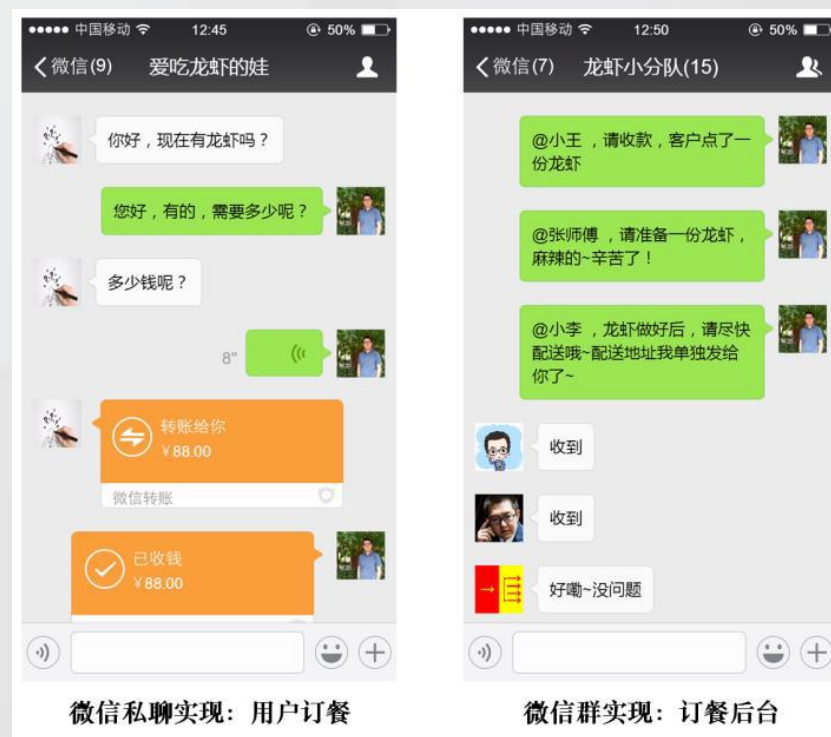 中国移动 12:45 50%
微信(9) 爱吃龙虾的娃
你好，现在有龙虾吗？
您好，有的，需要多少呢？
多少钱呢？
8"
转账给你
¥88.00
微信转账
已收钱
¥88.00
微信私聊实现：用户订餐
中国移动 12:50 50%
微信(7) 龙虾小分队(15)
@小王 ，请收款，客户点了一
份龙虾
@张师傅 ，请准备一份龙虾，
麻辣的~辛苦了！
@小李 ，龙虾做好后，请尽快
配送哦~配送地址我单独发给
你了~
收到
收到
好嘞~没问题
微信群实现：订餐后台